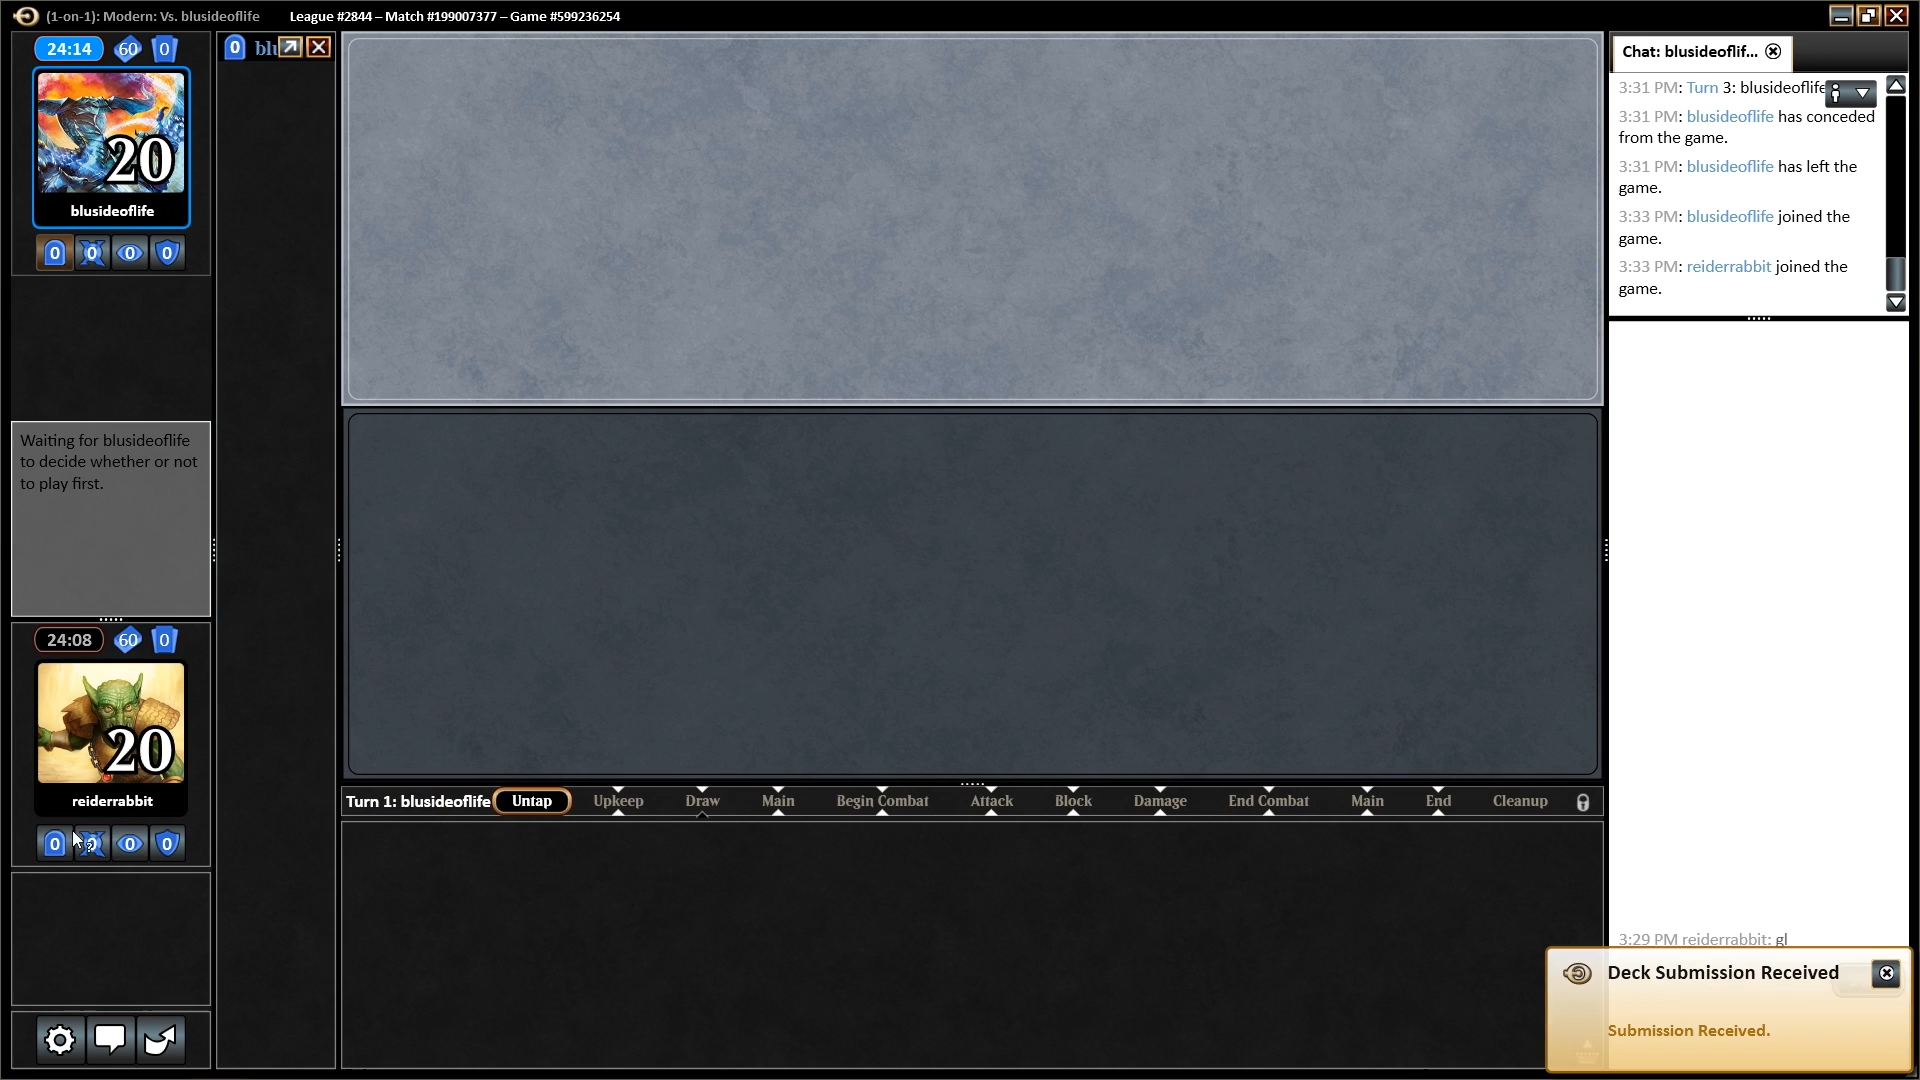 (1-on-1): Modern: Vs. blusideoflife League #2844 – Match #199007377 – Game #599236254
24:14 60 0
20
blusideoflife
0 0 0 0
0
Waiting for blusideoflife
to decide whether or not
to play first.
24:08 60 0
20
reiderrabbit
0 0 0 0
Turn 1: blusideoflife Untap Upkeep Draw Main Begin Combat Attack Block Damage End Combat Main End Cleanup
Chat: blusideoflif...
3:31 PM: Turn 3: blusideoflife
3:31 PM: blusideoflife has conceded
from the game.
3:31 PM: blusideoflife has left the
game.
3:33 PM: blusideoflife joined the
game.
3:33 PM: reiderrabbit joined the
game.
3:29 PM reiderrabbit: gl
Deck Submission Received
Submission Received.